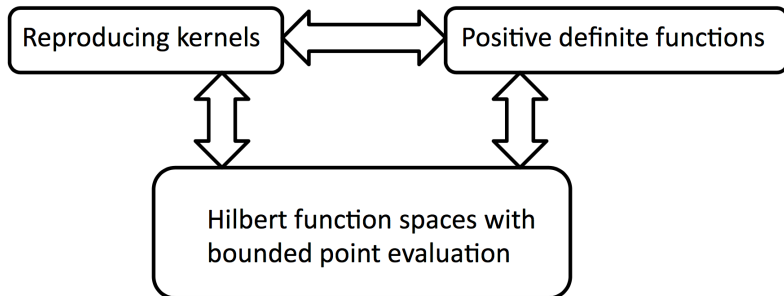 Reproducing kernels
Positive definite functions
Hilbert function spaces with
bounded point evaluation